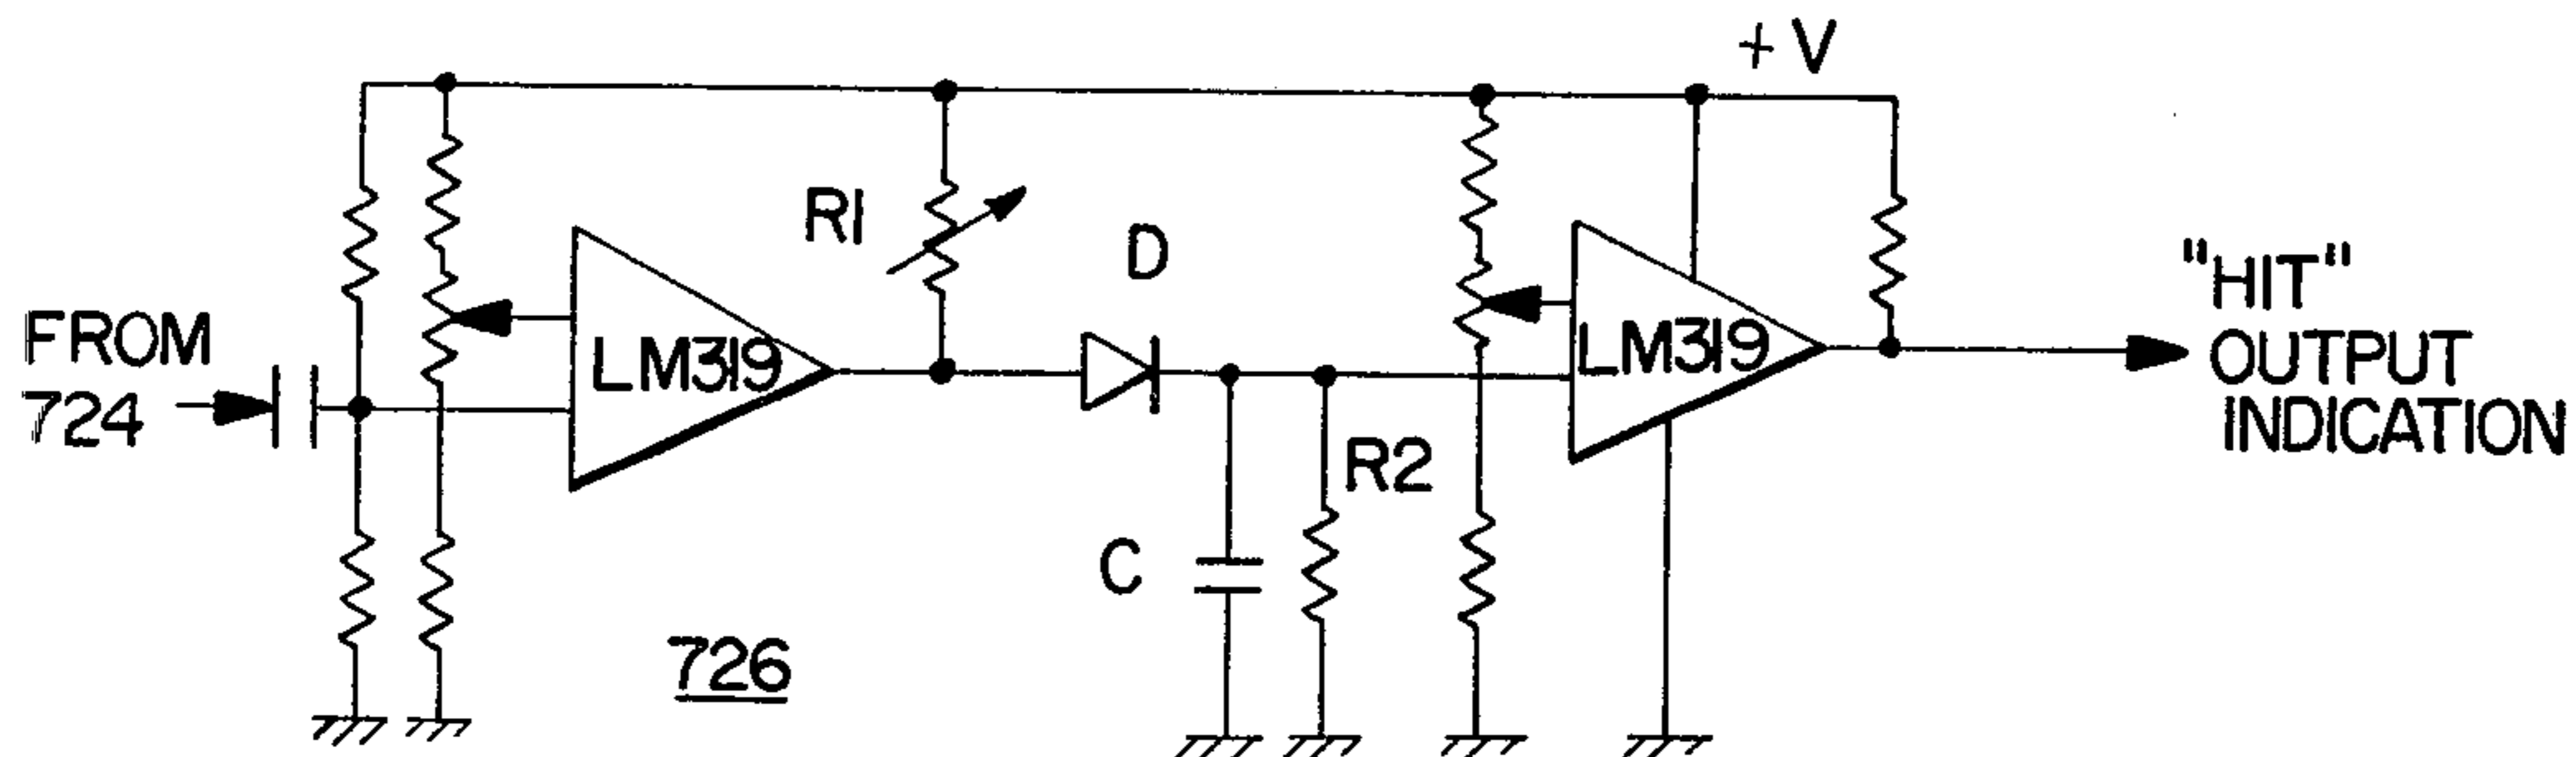 + V
R1
D
"HIT"
OUTPUT
INDICATION
FROM
724
LM319
LM319
R2
C
726